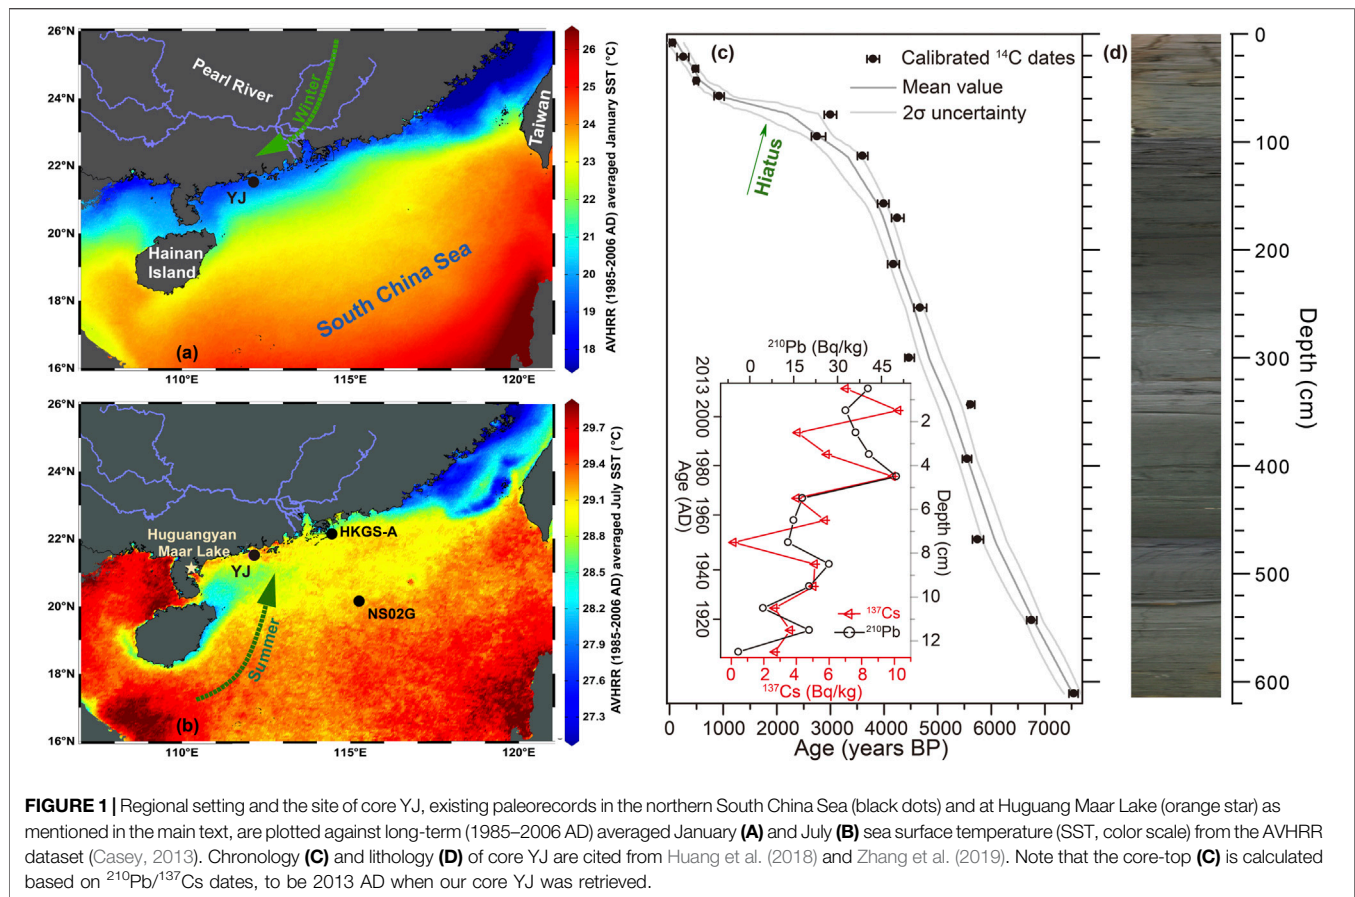 26°N
24°N
22°N
20°N
18°N
16°N
Pearl River
Winter
Taiwan
YJ
Hainan
Island
South China Sea
(a)
110°E
115°E
120°E
26
25
24
23
22
21
20
19
18
AVHRR (1985-2006 AD) averaged January SST (°C)
26°N
24°N
22°N
20°N
18°N
16°N
Huguangyan
Maar Lake
HKGS-A
YJ
NS02G
Summer
(b)
110°E
115°E
120°E
29.7
29.4
29.1
28.8
28.5
28.2
27.9
27.6
27.3
AVHRR (1985-2006 AD) averaged July SST (°C)
(c)
Calibrated ¹⁴C dates
Mean value
2σ uncertainty
Hiatus
²¹⁰Pb (Bq/kg)
0 15 30 45
2013
2000
1980
1960
1940
1920
Age (AD)
2
4
6
8
10
12
Depth (cm)
¹³⁷Cs
²¹⁰Pb
0 2 4 6 8 10
¹³⁷Cs (Bq/kg)
0 1000 2000 3000 4000 5000 6000 7000
Age (years BP)
(d)
0
100
200
300
400
500
600
Depth (cm)
FIGURE 1 | Regional setting and the site of core YJ, existing paleorecords in the northern South China Sea (black dots) and at Huguang Maar Lake (orange star) as
mentioned in the main text, are plotted against long-term (1985–2006 AD) averaged January (A) and July (B) sea surface temperature (SST, color scale) from the AVHRR
dataset (Casey, 2013). Chronology (C) and lithology (D) of core YJ are cited from Huang et al. (2018) and Zhang et al. (2019). Note that the core-top (C) is calculated
based on ²¹⁰Pb/¹³⁷Cs dates, to be 2013 AD when our core YJ was retrieved.